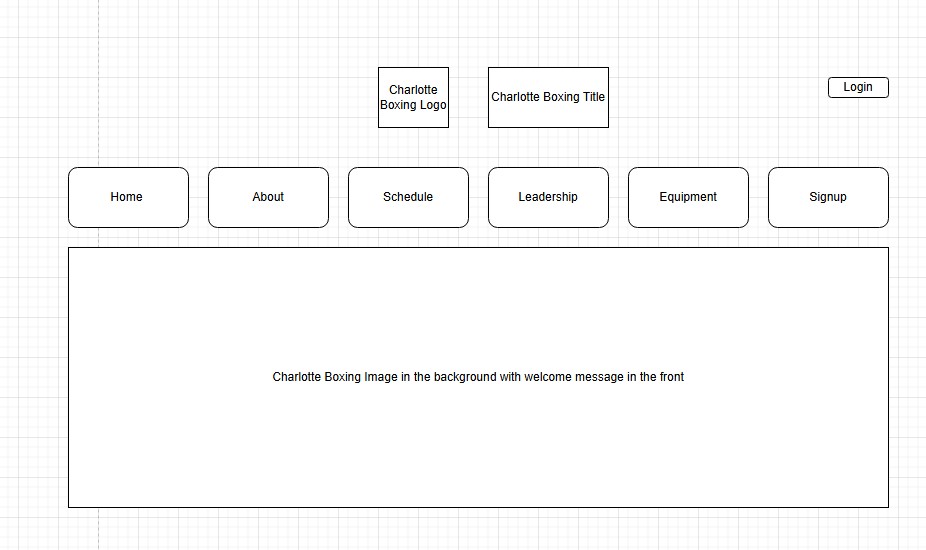 Charlotte
Boxing Logo
Charlotte Boxing Title
Login
Home
About
Schedule
Leadership
Equipment
Signup
Charlotte Boxing Image in the background with welcome message in the front